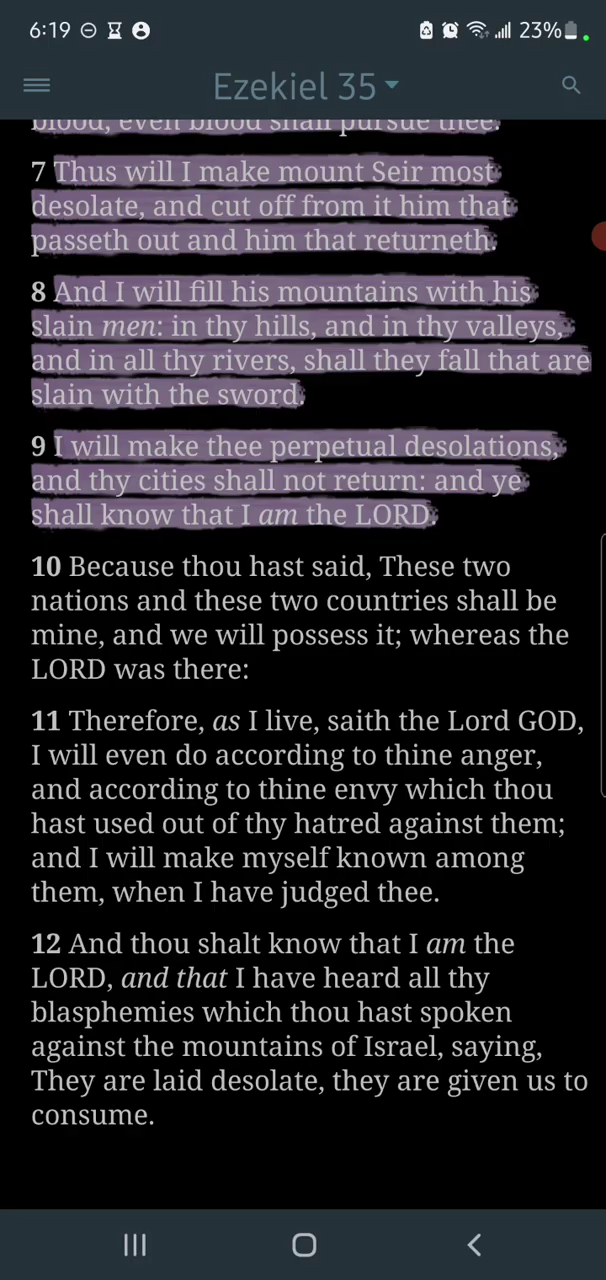 6:19 23%
Ezekiel 35
blood, even blood shall pursue thee.
7 Thus will I make mount Seir most
desolate, and cut off from it him that
passeth out and him that returneth.
8 And I will fill his mountains with his
slain men: in thy hills, and in thy valleys,
and in all thy rivers, shall they fall that are
slain with the sword.
9 I will make thee perpetual desolations,
and thy cities shall not return: and ye
shall know that I am the LORD.
10 Because thou hast said, These two
nations and these two countries shall be
mine, and we will possess it; whereas the
LORD was there:
11 Therefore, as I live, saith the Lord GOD,
I will even do according to thine anger,
and according to thine envy which thou
hast used out of thy hatred against them;
and I will make myself known among
them, when I have judged thee.
12 And thou shalt know that I am the
LORD, and that I have heard all thy
blasphemies which thou hast spoken
against the mountains of Israel, saying,
They are laid desolate, they are given us to
consume.